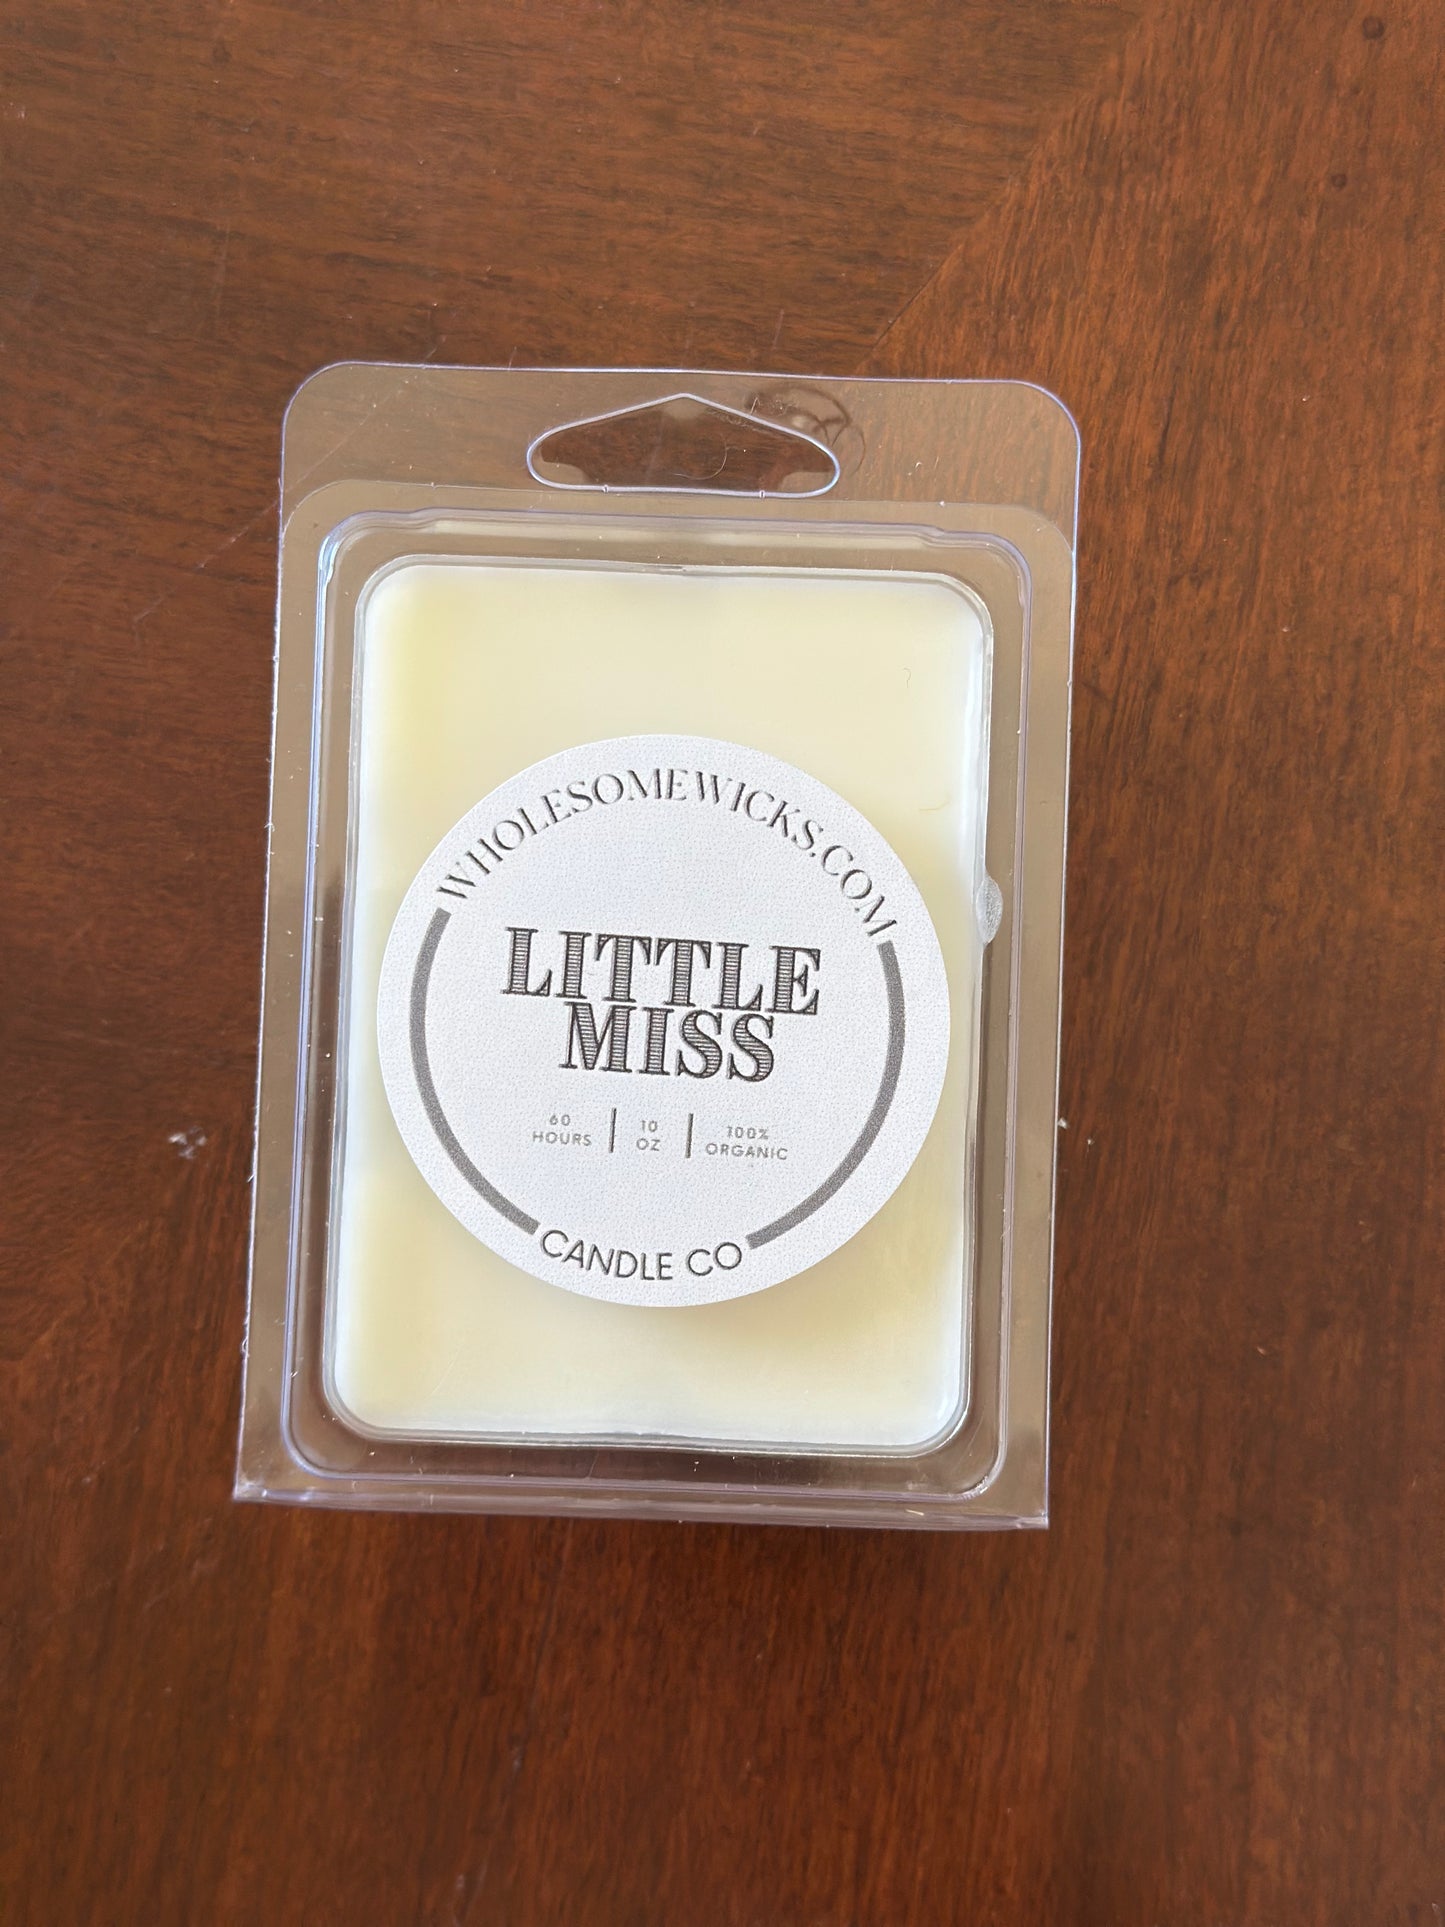 WHOLESOMEWICKS.COM
LITTLE
MISS
60
HOURS
10
OZ
100%
ORGANIC
CANDLE CO